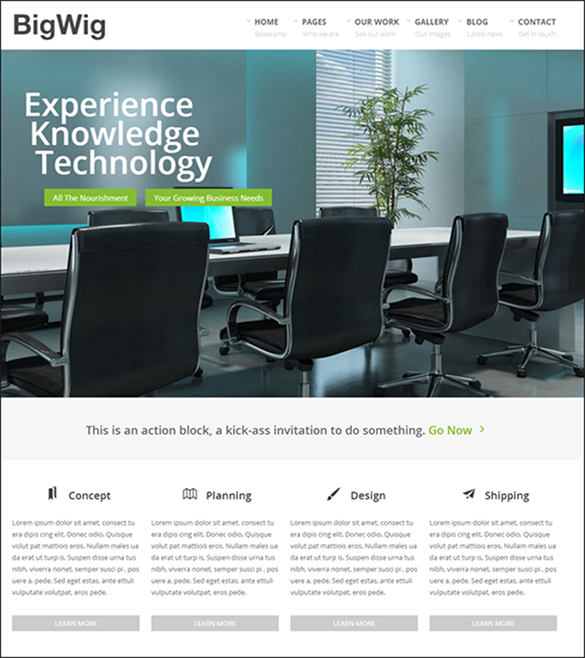 BigWig
HOME PAGES OUR WORK GALLERY BLOG CONTACT
Basecamp Who we are See our work Our images Latest news Get in touch
Experience
Knowledge
Technology
All The Nourishment Your Growing Business Needs
This is an action block, a kick-ass invitation to do something. Go Now
Concept Planning Design Shipping
Lorem ipsum dolor sit amet, consect tu
era dipis cing elit. Donec odio. Quisque
volut pat mattiois eros. Nullam males ua
da erat ut turp is. Suspen disse urna tus
nibh, viverra nonet, semper susci pi , pos
uere a, pede. Sed eget estas, ante ettuli
vulputate volutpat, eros pede.
Lorem ipsum dolor sit amet, consect tu
era dipis cing elit. Donec odio. Quisque
volut pat mattiois eros. Nullam males ua
da erat ut turp is. Suspen disse urna tus
nibh, viverra nonet, semper susci pi , pos
uere a, pede. Sed eget estas, ante ettuli
vulputate volutpat, eros pede.
Lorem ipsum dolor sit amet, consect tu
era dipis cing elit. Donec odio. Quisque
volut pat mattiois eros. Nullam males ua
da erat ut turp is. Suspen disse urna tus
nibh, viverra nonet, semper susci pi , pos
uere a, pede. Sed eget estas, ante ettuli
vulputate volutpat, eros pede.
Lorem ipsum dolor sit amet, consect tu
era dipis cing elit. Donec odio. Quisque
volut pat mattiois eros. Nullam males ua
da erat ut turp is. Suspen disse urna tus
nibh, viverra nonet, semper susci pi , pos
uere a, pede. Sed eget estas, ante ettuli
vulputate volutpat, eros pede.
LEARN MORE LEARN MORE LEARN MORE LEARN MORE